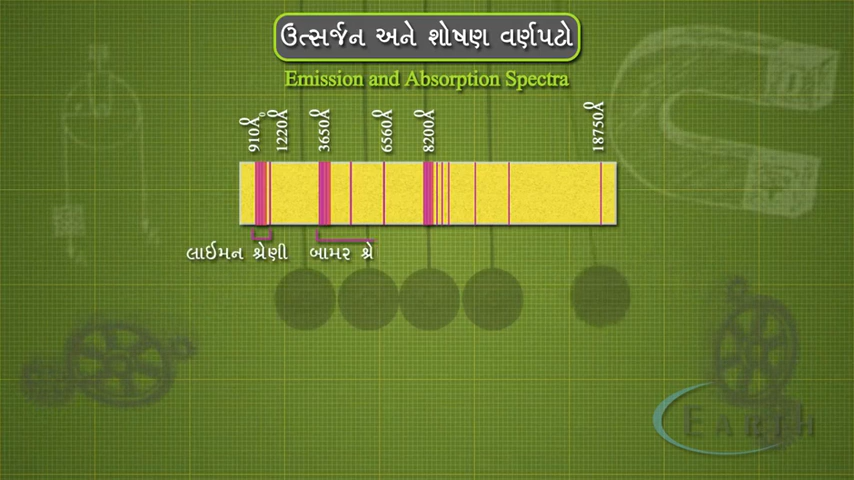 ઉત્સર્જન અને શોષણ વર્ણપટો
Emission and Absorption Spectra
910Å 1220Å 3650Å 6560Å 8200Å 18750Å
લાઈમન શ્રેણી બામર શ્રે
EARTH